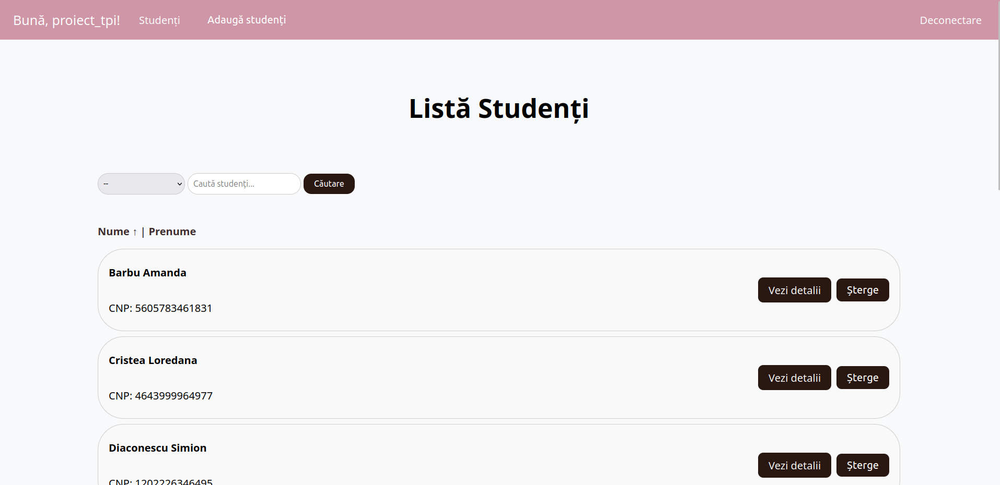 Bună, proiect_tpi! Studenți Adaugă studenți Deconectare
Listă Studenți
-- Caută studenți... Căutare
Nume ↑ | Prenume
Barbu Amanda
Vezi detalii Șterge
CNP: 5605783461831
Cristea Loredana
Vezi detalii Șterge
CNP: 4643999964977
Diaconescu Simion
Vezi detalii Șterge
CNP: 1202226346495